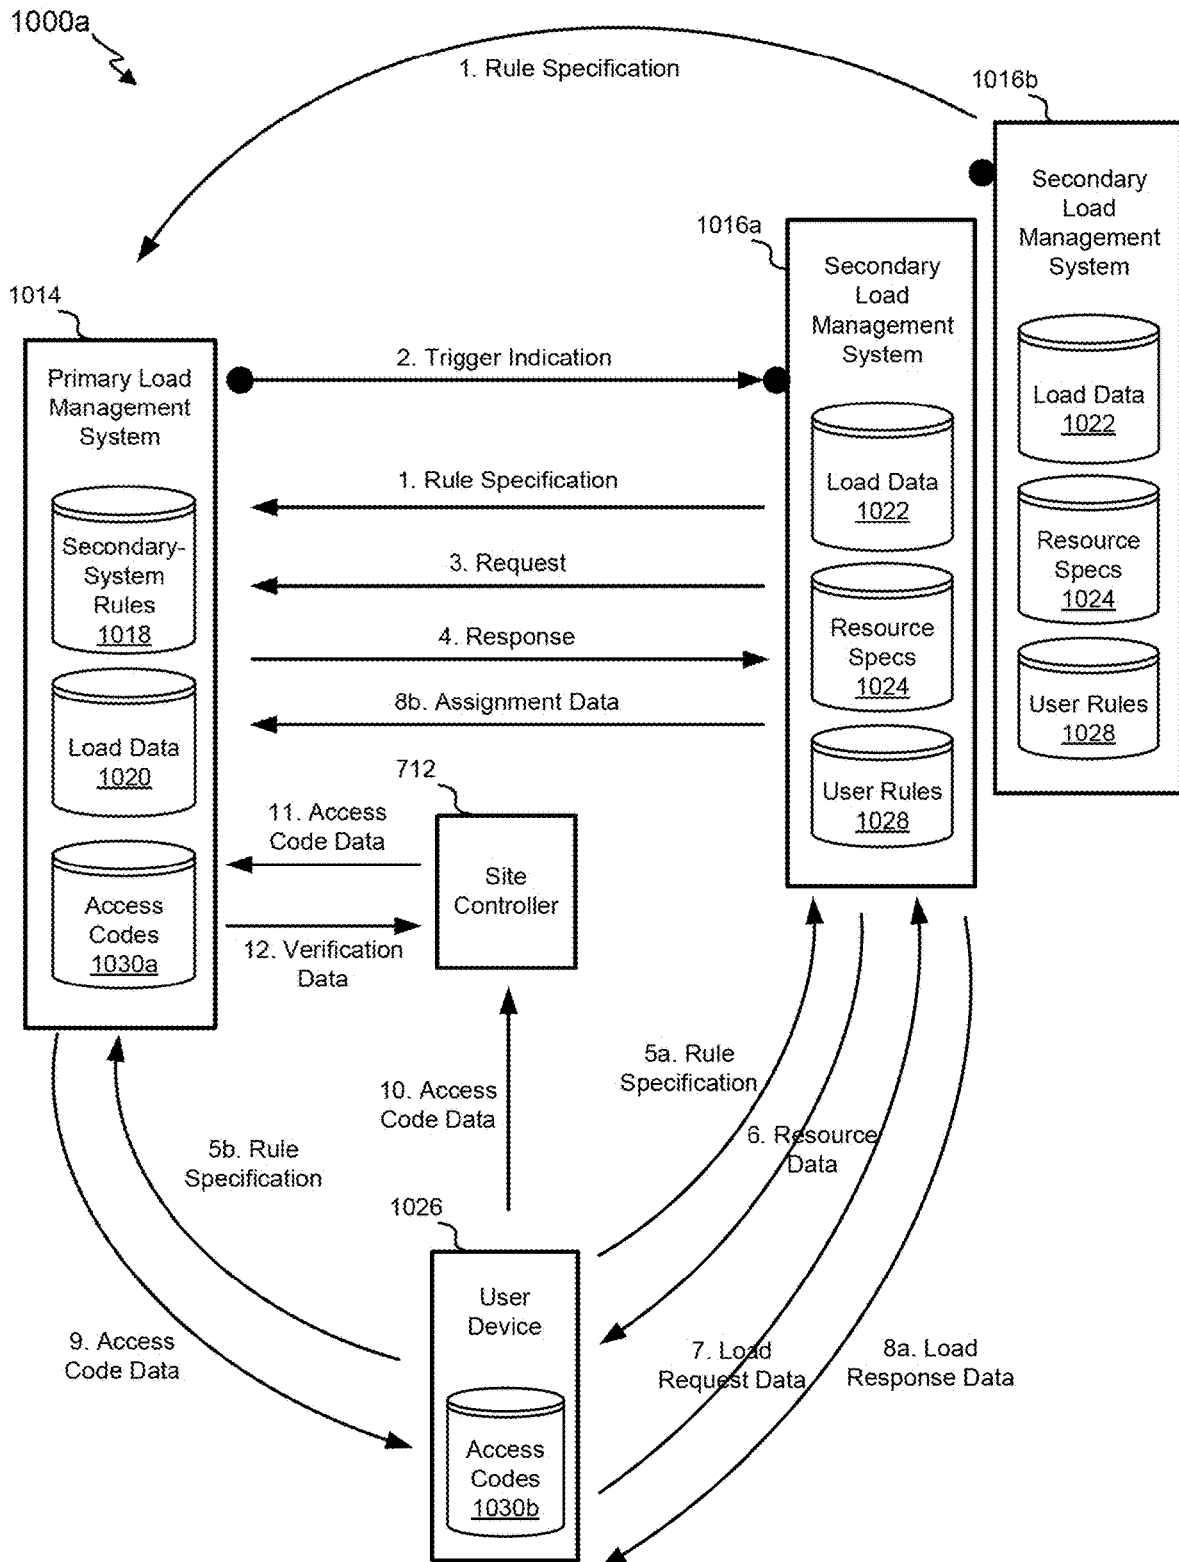 1000a
1. Rule Specification
1016b
Secondary
Load
Management
System
Load Data
1022
Resource
Specs
1024
User Rules
1028
1016a
Secondary
Load
Management
System
Load Data
1022
Resource
Specs
1024
User Rules
1028
1014
Primary Load
Management
System
Secondary-
System
Rules
1018
Load Data
1020
Access
Codes
1030a
2. Trigger Indication
1. Rule Specification
3. Request
4. Response
8b. Assignment Data
712
11. Access
Code Data
Site
Controller
12. Verification
Data
10. Access
Code Data
5a. Rule
Specification
6. Resource
Data
5b. Rule
Specification
1026
User
Device
Access
Codes
1030b
9. Access
Code Data
7. Load
Request Data
8a. Load
Response Data